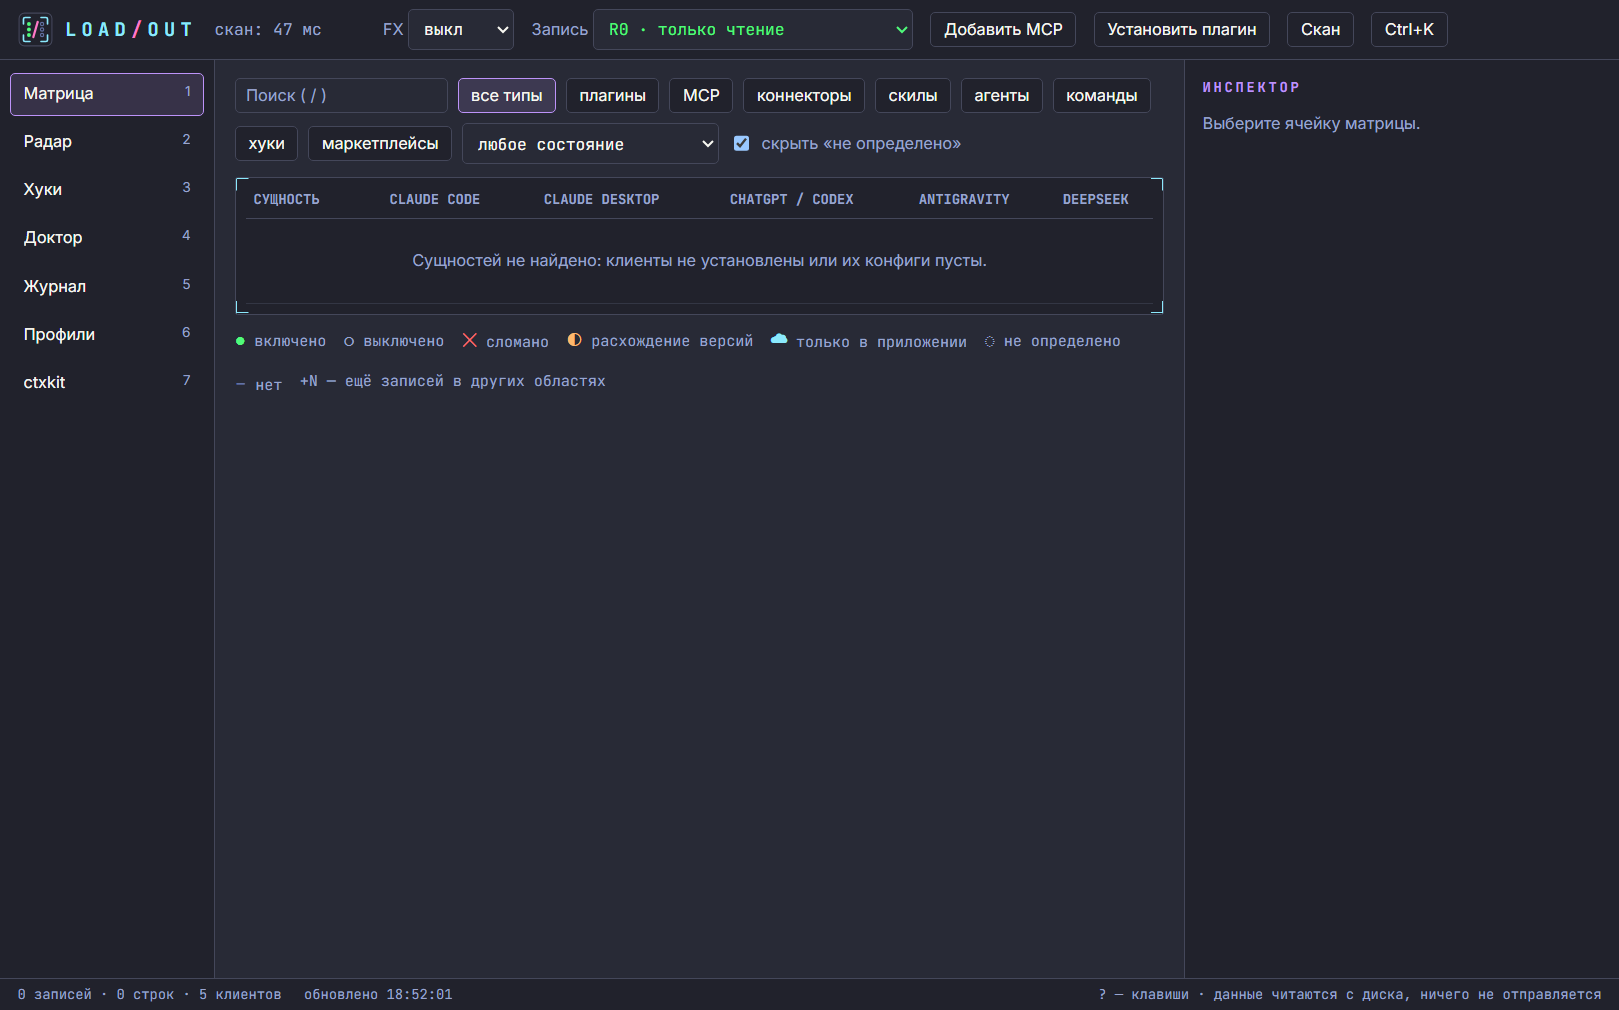 LOAD/OUT скан: 47 мс FX выкл Запись R0 · только чтение Добавить MCP Установить плагин Скан Ctrl+K
Матрица 1
Радар 2
Хуки 3
Доктор 4
Журнал 5
Профили 6
ctxkit 7
Поиск ( / ) все типы плагины MCP коннекторы скилы агенты команды
хуки маркетплейсы любое состояние скрыть «не определено»
СУЩНОСТЬ CLAUDE CODE CLAUDE DESKTOP CHATGPT / CODEX ANTIGRAVITY DEEPSEEK
Сущностей не найдено: клиенты не установлены или их конфиги пусты.
включено выключено сломано расхождение версий только в приложении не определено
— нет +N — ещё записей в других областях
ИНСПЕКТОР
Выберите ячейку матрицы.
0 записей · 0 строк · 5 клиентов обновлено 18:52:01 ? — клавиши · данные читаются с диска, ничего не отправляется